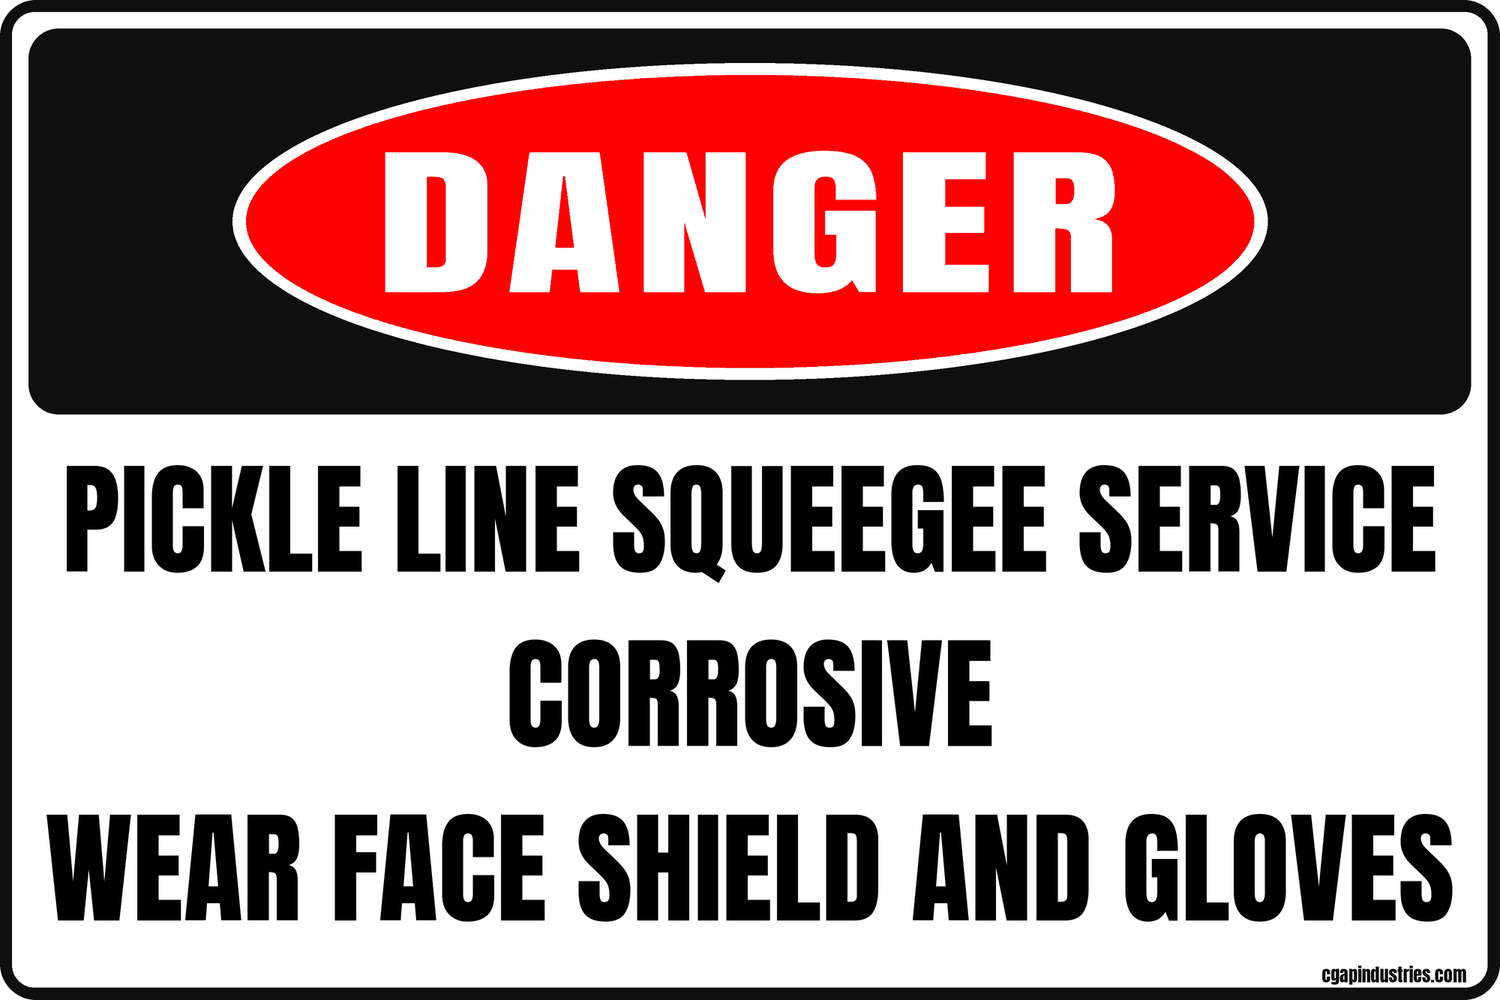 DANGER
PICKLE LINE SQUEEGEE SERVICE
CORROSIVE
WEAR FACE SHIELD AND GLOVES
cgapindustries.com